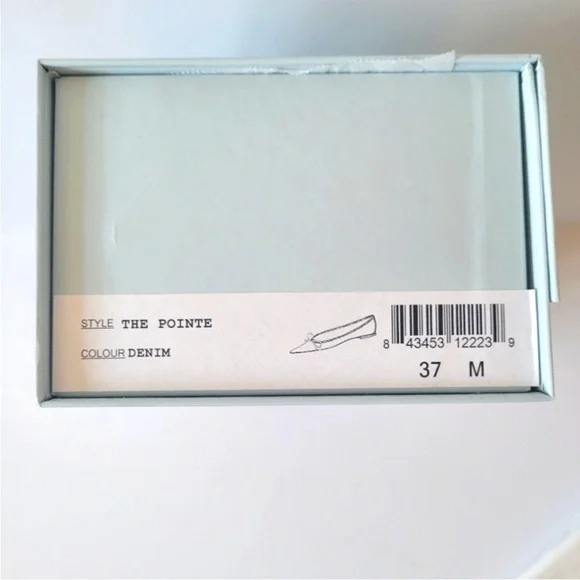 STYLE THE POINTE
COLOUR DENIM
8 43453 12223 9
37 M